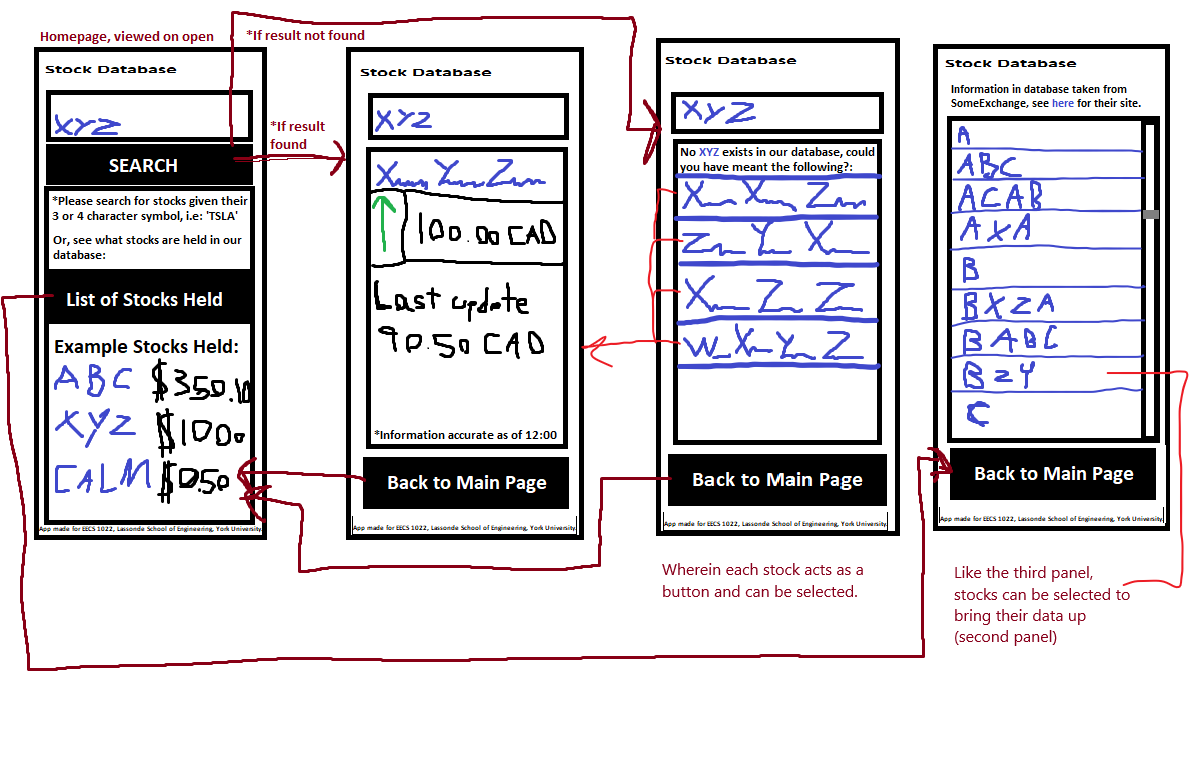 Homepage, viewed on open
*If result not found
Stock Database
XYZ
SEARCH
*If result
found
*Please search for stocks given their
3 or 4 character symbol, i.e: 'TSLA'
Or, see what stocks are held in our
database:
List of Stocks Held
Example Stocks Held:
ABC $350.10
XYZ $100.
CALM $0.50
App made for EECS 1022, Lassonde School of Engineering, York University.
Stock Database
XYZ
X Y Z
100.00 CAD
Last update
90.50 CAD
*Information accurate as of 12:00
Back to Main Page
App made for EECS 1022, Lassonde School of Engineering, York University.
Stock Database
XYZ
No XYZ exists in our database, could
you have meant the following?:
X X Z
Z Y X
X Z Z
W X Y Z
Back to Main Page
App made for EECS 1022, Lassonde School of Engineering, York University.
Wherein each stock acts as a
button and can be selected.
Stock Database
Information in database taken from
SomeExchange, see here for their site.
A
ABC
ACAB
AXA
B
BXZA
BABC
BZY
C
Back to Main Page
App made for EECS 1022, Lassonde School of Engineering, York University.
Like the third panel,
stocks can be selected to
bring their data up
(second panel)